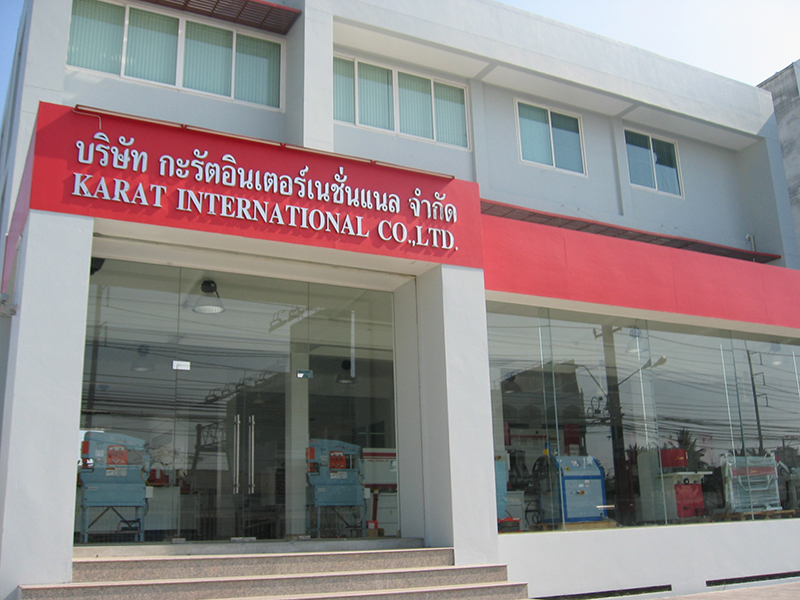 บริษัท กะรัตอินเตอร์เนชั่นแนล จำกัด
KARAT INTERNATIONAL CO.,LTD.